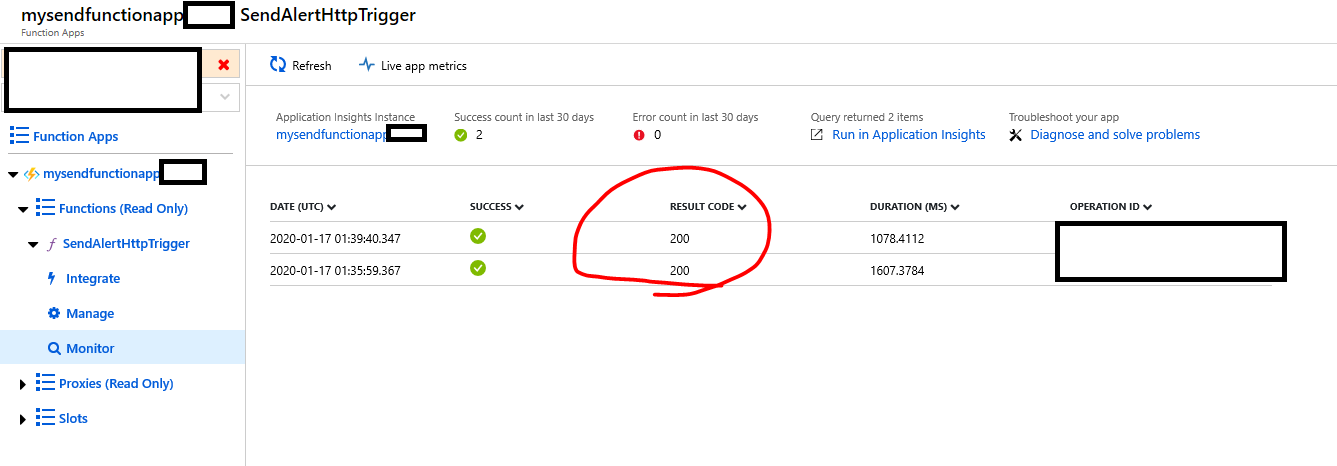 mysendfunctionapp SendAlertHttpTrigger
Function Apps
Refresh
Live app metrics
Function Apps
mysendfunctionapp
Functions (Read Only)
SendAlertHttpTrigger
Integrate
Manage
Monitor
Proxies (Read Only)
Slots
Application Insights Instance
mysendfunctionapp
Success count in last 30 days
2
Error count in last 30 days
0
Query returned 2 items
Run in Application Insights
Troubleshoot your app
Diagnose and solve problems
DATE (UTC) SUCCESS RESULT CODE DURATION (MS) OPERATION ID
2020-01-17 01:39:40.347 200 1078.4112
2020-01-17 01:35:59.367 200 1607.3784